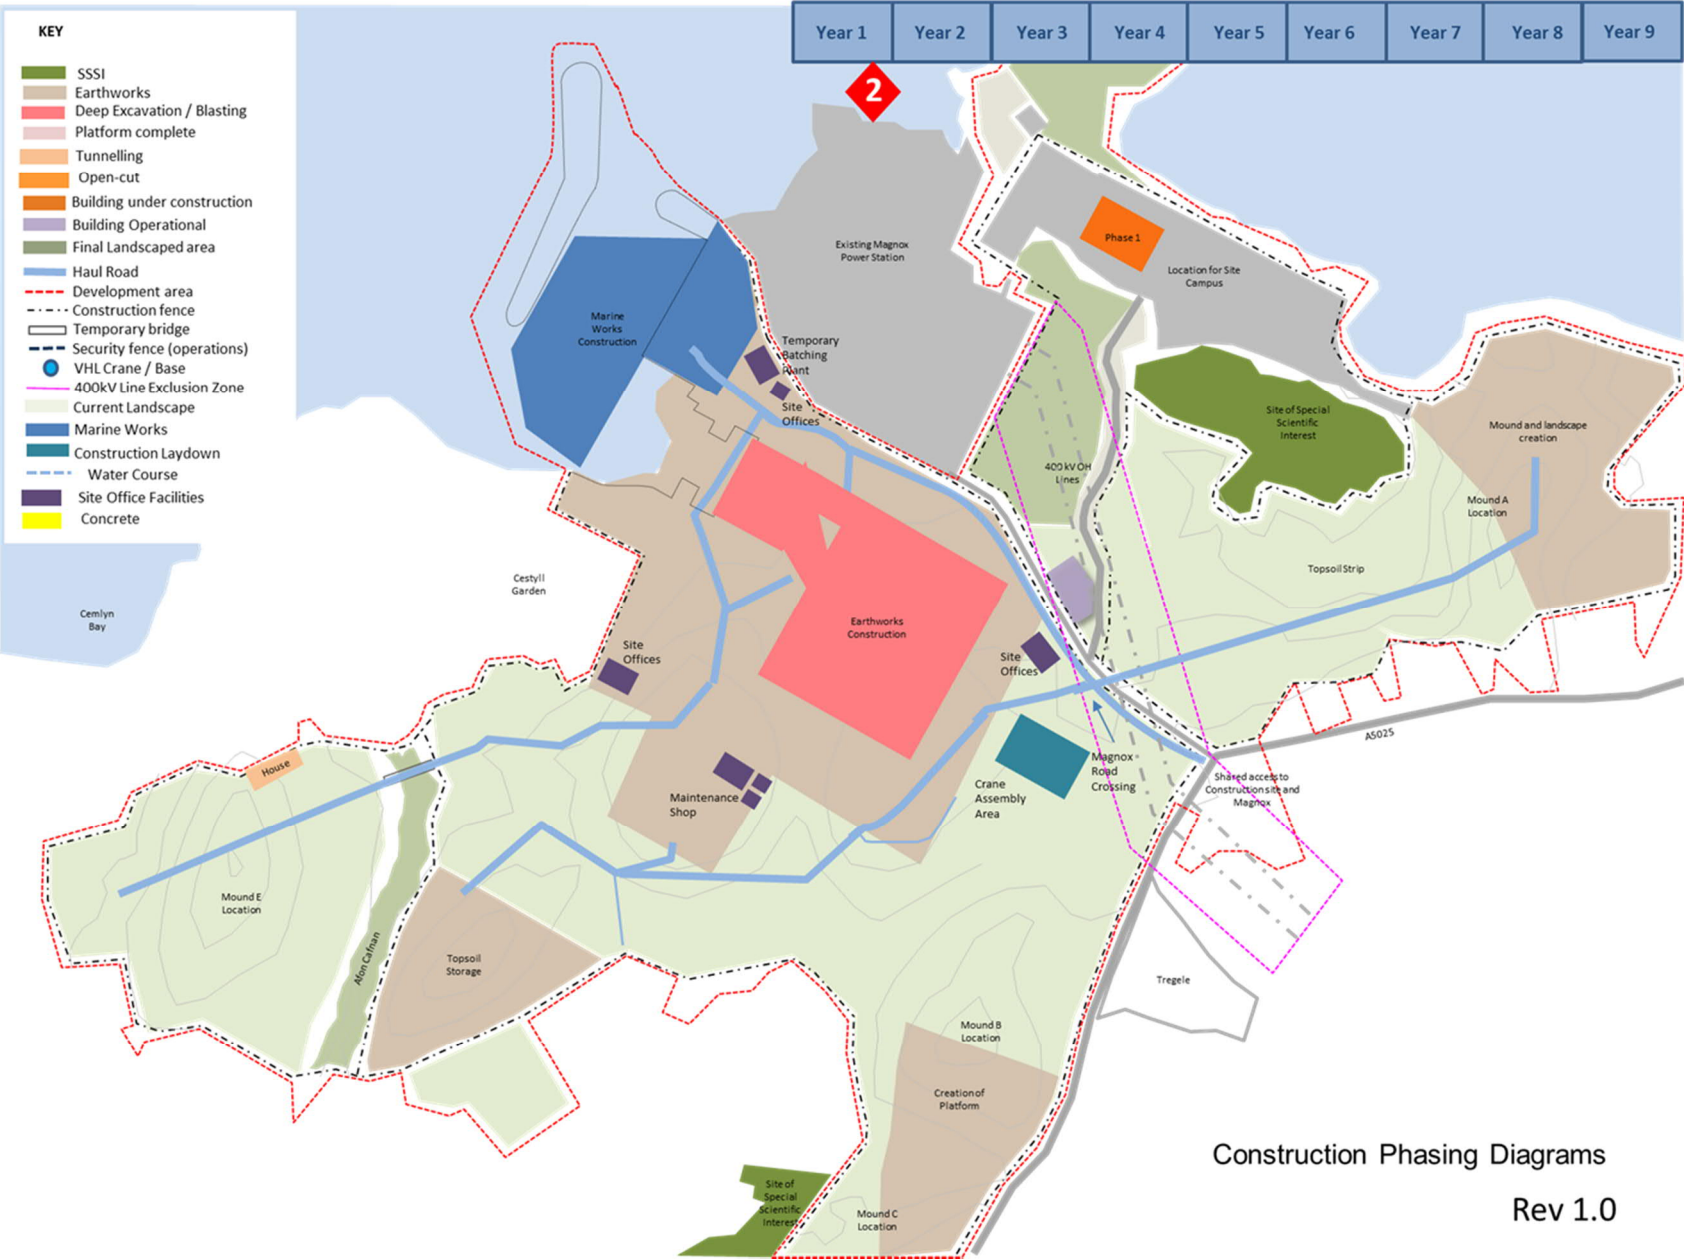 KEY
SSSI
Earthworks
Deep Excavation / Blasting
Platform complete
Tunnelling
Open-cut
Building under construction
Building Operational
Final Landscaped area
Haul Road
Development area
Construction fence
Temporary bridge
Security fence (operations)
VHL Crane / Base
400kV Line Exclusion Zone
Current Landscape
Marine Works
Construction Laydown
Water Course
Site Office Facilities
Concrete
Year 1
Year 2
Year 3
Year 4
Year 5
Year 6
Year 7
Year 8
Year 9
2
Existing Magnox
Power Station
Phase 1
Location for Site
Campus
Marine
Works
Construction
Temporary
Batching
Plant
Site
Offices
Site of Special
Scientific
Interest
Mound and landscape
creation
400 kV OH
Lines
Mound A
Location
Topsoil Strip
Cestyll
Garden
Cemlyn
Bay
Earthworks
Construction
Site
Offices
Site
Offices
A5025
House
Magnox
Road
Crossing
Shared access to
Construction site and
Magnox
Crane
Assembly
Area
Maintenance
Shop
Mound E
Location
Afon Cafnan
Topsoil
Storage
Tregele
Mound B
Location
Creation of
Platform
Site of
Special
Scientific
Interest
Mound C
Location
Construction Phasing Diagrams
Rev 1.0